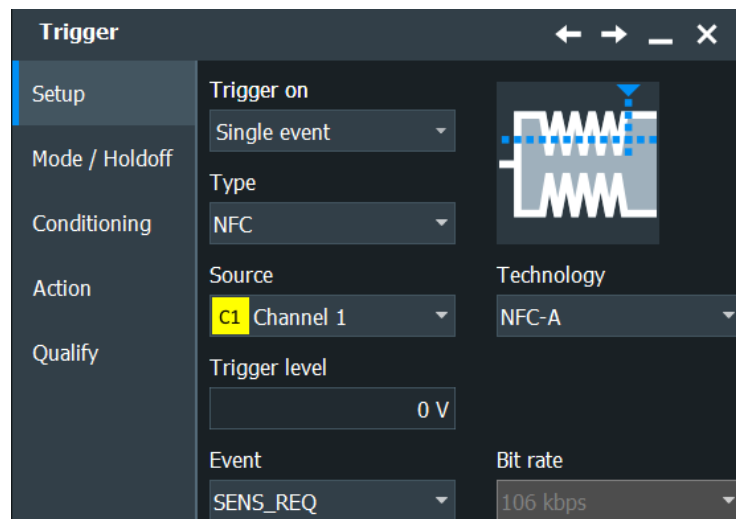 Trigger
Setup
Mode / Holdoff
Conditioning
Action
Qualify
Trigger on
Single event
Type
NFC
Source
C1 Channel 1
Technology
NFC-A
Trigger level
0 V
Event
SENS_REQ
Bit rate
106 kbps